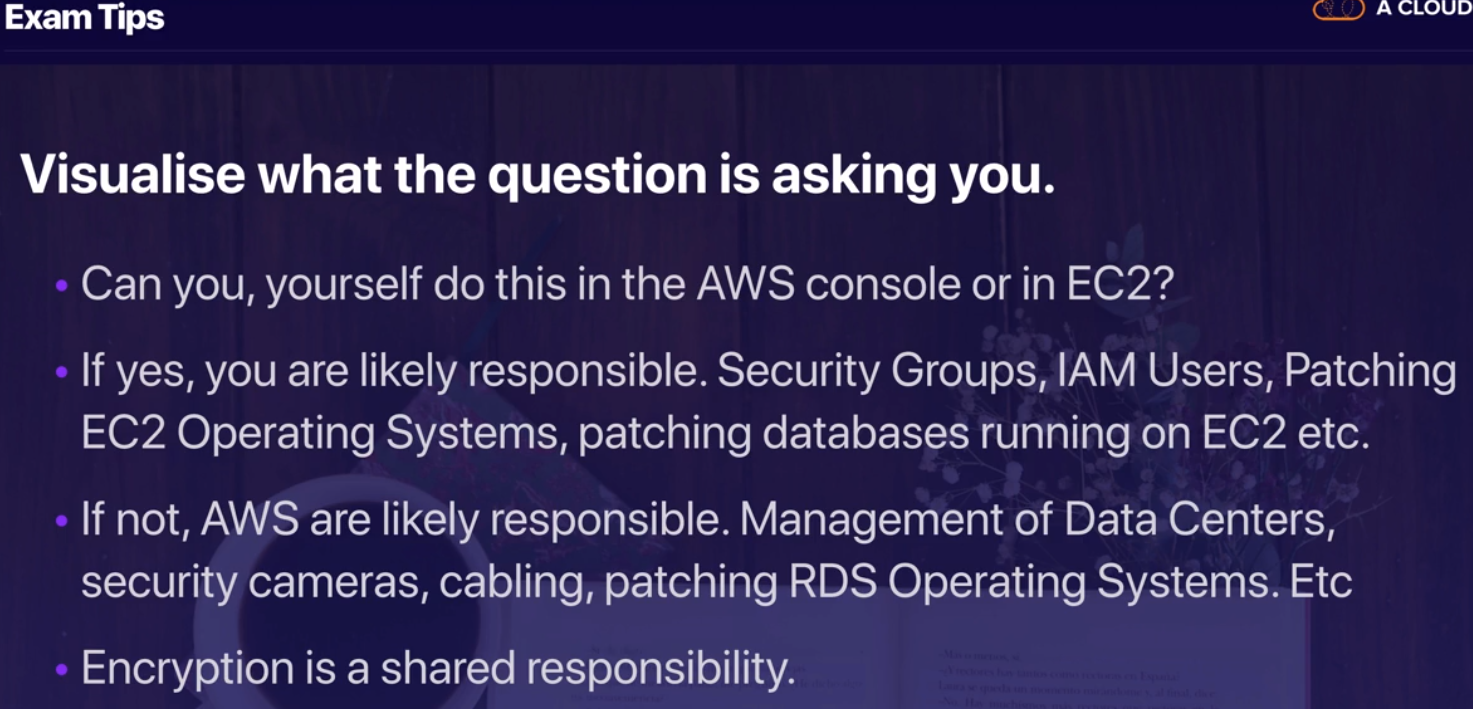 Exam Tips
A CLOUD
Visualise what the question is asking you.
• Can you, yourself do this in the AWS console or in EC2?
• If yes, you are likely responsible. Security Groups, IAM Users, Patching
EC2 Operating Systems, patching databases running on EC2 etc.
• If not, AWS are likely responsible. Management of Data Centers,
security cameras, cabling, patching RDS Operating Systems. Etc
• Encryption is a shared responsibility.